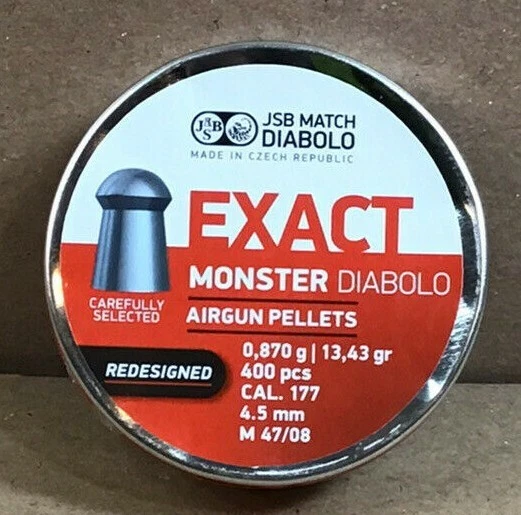 JSB
JSB MATCH
DIABOLO
MADE IN CZECH REPUBLIC
EXACT
MONSTER DIABOLO
CAREFULLY
SELECTED
AIRGUN PELLETS
REDESIGNED
0,870 g | 13,43 gr
400 pcs
CAL. 177
4.5 mm
M 47/08